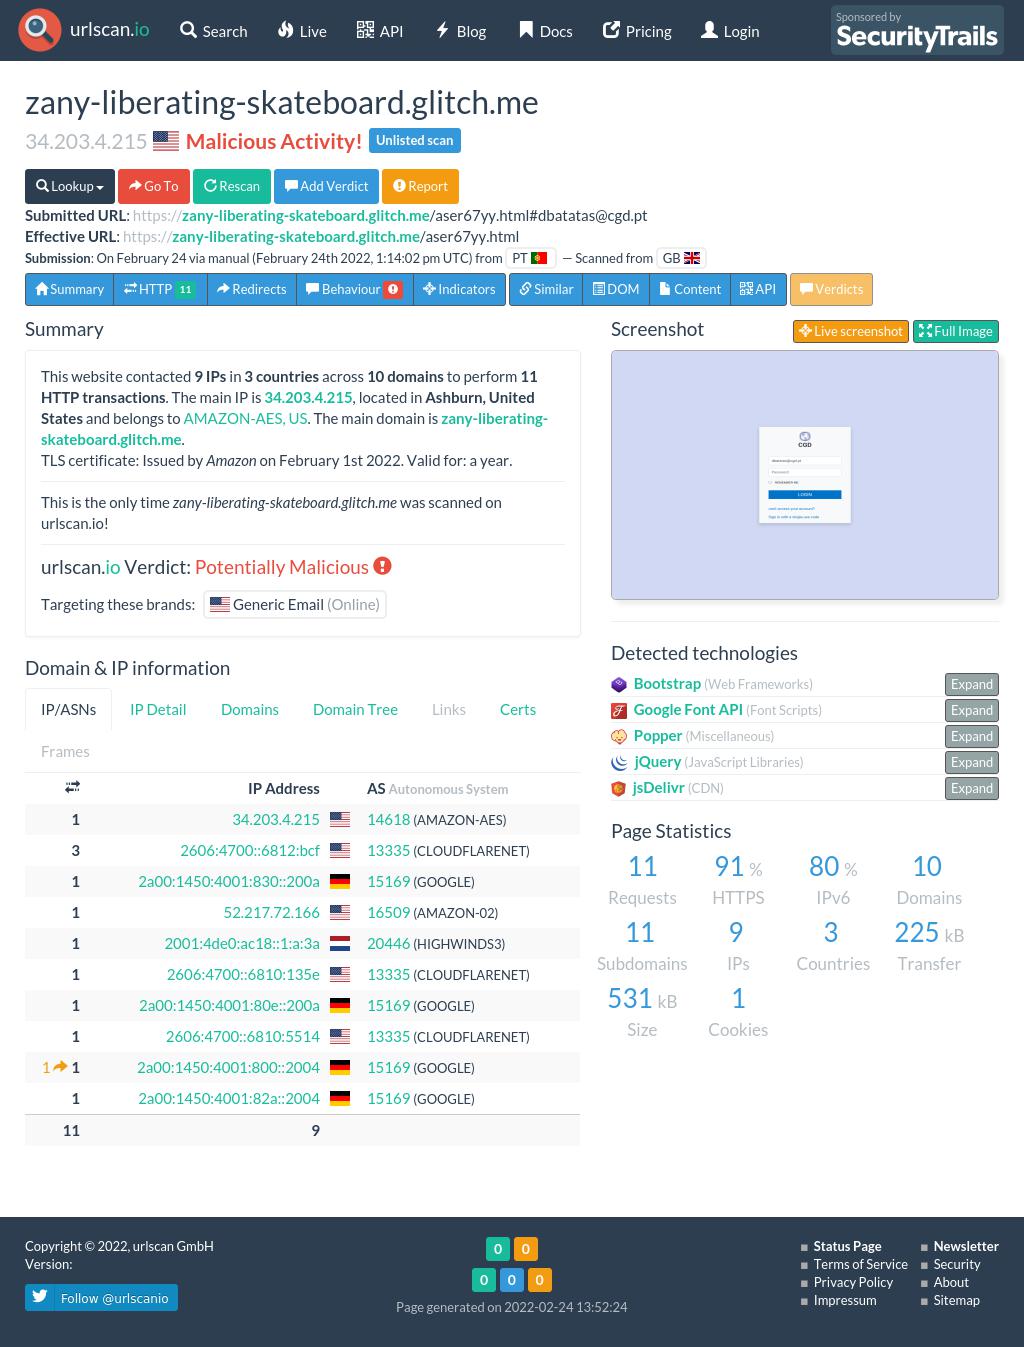 urlscan.io
Search
Live
API
Blog
Docs
Pricing
Login
Sponsored by
SecurityTrails
zany-liberating-skateboard.glitch.me
34.203.4.215 Malicious Activity! Unlisted scan
Lookup Go To Rescan Add Verdict Report
Submitted URL: https://zany-liberating-skateboard.glitch.me/aser67yy.html#dbatatas@cgd.pt
Effective URL: https://zany-liberating-skateboard.glitch.me/aser67yy.html
Submission: On February 24 via manual (February 24th 2022, 1:14:02 pm UTC) from PT — Scanned from GB
Summary HTTP 11 Redirects Behaviour Indicators Similar DOM Content API Verdicts
Summary
This website contacted 9 IPs in 3 countries across 10 domains to perform 11
HTTP transactions. The main IP is 34.203.4.215, located in Ashburn, United
States and belongs to AMAZON-AES, US. The main domain is zany-liberating-
skateboard.glitch.me.
TLS certificate: Issued by Amazon on February 1st 2022. Valid for: a year.
This is the only time zany-liberating-skateboard.glitch.me was scanned on
urlscan.io!
urlscan.io Verdict: Potentially Malicious
Targeting these brands: Generic Email (Online)
Screenshot
Live screenshot Full Image
CGD
dbatatas@cgd.pt
Password
REMEMBER ME
LOGIN
cant access your account?
Sign in with a single-use code
Domain & IP information
IP/ASNs IP Detail Domains Domain Tree Links Certs
Frames
IP Address AS Autonomous System
1 34.203.4.215 14618 (AMAZON-AES)
3 2606:4700::6812:bcf 13335 (CLOUDFLARENET)
1 2a00:1450:4001:830::200a 15169 (GOOGLE)
1 52.217.72.166 16509 (AMAZON-02)
1 2001:4de0:ac18::1:a:3a 20446 (HIGHWINDS3)
1 2606:4700::6810:135e 13335 (CLOUDFLARENET)
1 2a00:1450:4001:80e::200a 15169 (GOOGLE)
1 2606:4700::6810:5514 13335 (CLOUDFLARENET)
1 1 2a00:1450:4001:800::2004 15169 (GOOGLE)
1 2a00:1450:4001:82a::2004 15169 (GOOGLE)
11 9
Detected technologies
Bootstrap (Web Frameworks) Expand
Google Font API (Font Scripts) Expand
Popper (Miscellaneous) Expand
jQuery (JavaScript Libraries) Expand
jsDelivr (CDN) Expand
Page Statistics
11 91 % 80 % 10
Requests HTTPS IPv6 Domains
11 9 3 225 kB
Subdomains IPs Countries Transfer
531 kB 1
Size Cookies
Copyright © 2022, urlscan GmbH
Version:
Follow @urlscanio
0 0
0 0 0
Page generated on 2022-02-24 13:52:24
Status Page
Terms of Service
Privacy Policy
Impressum
Newsletter
Security
About
Sitemap